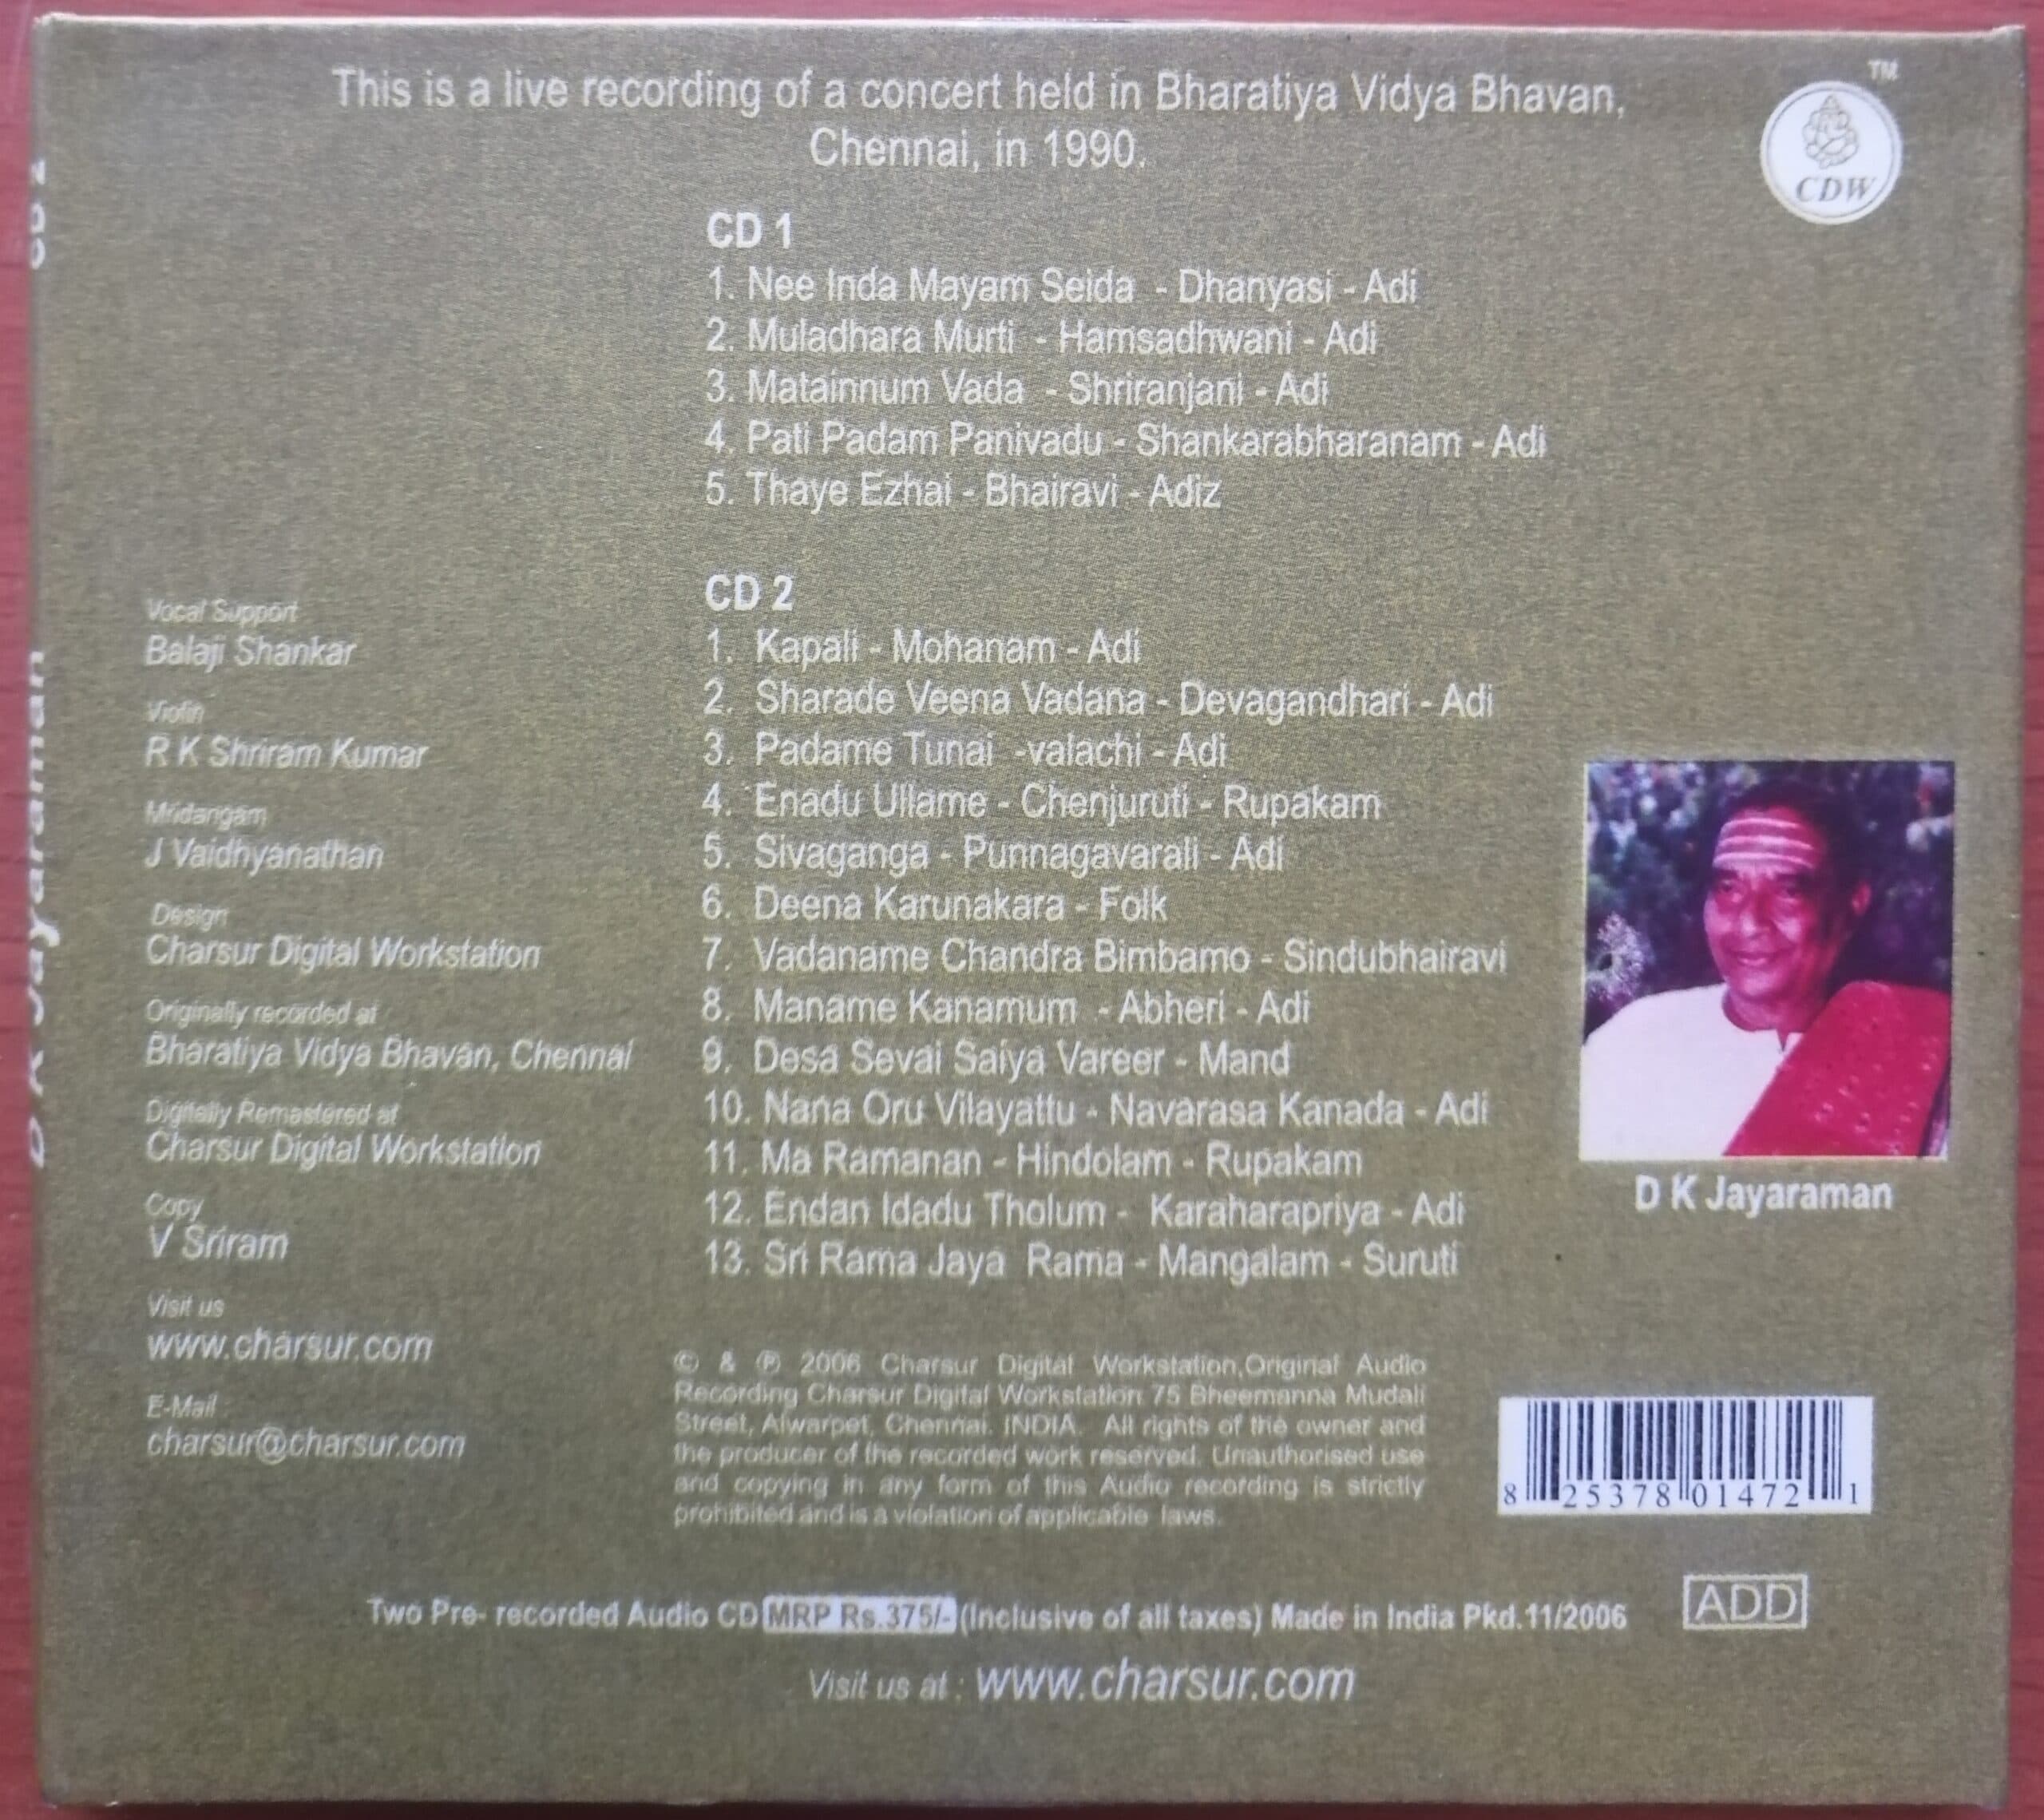 This is a live recording of a concert held in Bharatiya Vidya Bhavan,
Chennai, in 1990.
TM
CDW
CD 1
1. Nee Inda Mayam Seida - Dhanyasi - Adi
2. Muladhara Murti - Hamsadhwani - Adi
3. Matainnum Vada - Shriranjani - Adi
4. Pati Padam Panivadu - Shankarabharanam - Adi
5. Thaye Ezhai - Bhairavi - Adiz
CD 2
1. Kapali - Mohanam - Adi
2. Sharade Veena Vadana - Devagandhari - Adi
3. Padame Tunai -valachi - Adi
4. Enadu Ullame - Chenjuruti - Rupakam
5. Sivaganga - Punnagavarali - Adi
6. Deena Karunakara - Folk
7. Vadaname Chandra Bimbamo - Sindubhairavi
8. Maname Kanamum - Abheri - Adi
9. Desa Sevai Saiya Vareer - Mand
10. Nana Oru Vilayattu - Navarasa Kanada - Adi
11. Ma Ramanan - Hindolam - Rupakam
12. Endan Idadu Tholum - Karaharapriya - Adi
13. Sri Rama Jaya Rama - Mangalam - Suruti
Vocal Support
Balaji Shankar
Violin
R K Shriram Kumar
Mridangam
J Vaidhyanathan
Design
Charsur Digital Workstation
Originally recorded at
Bharatiya Vidya Bhavan, Chennai
Digitally Remastered at
Charsur Digital Workstation
Copy
V Sriram
Visit us
www.charsur.com
E-Mail :
charsur@charsur.com
D K Jayaraman
© & ℗ 2006 Charsur Digital Workstation,Original Audio
Recording Charsur Digital Workstation 75 Bheemanna Mudali
Street, Alwarpet, Chennai. INDIA. All rights of the owner and
the producer of the recorded work reserved. Unauthorised use
and copying in any form of this Audio recording is strictly
prohibited and is a violation of applicable laws.
8 25378 01472 1
Two Pre- recorded Audio CD MRP Rs.375/- (Inclusive of all taxes) Made in India Pkd.11/2006
ADD
Visit us at : www.charsur.com
D K Jayaraman
CD 2